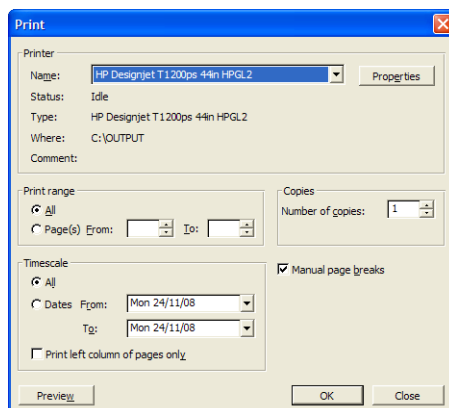 Print
Printer
Name: HP Designjet T1200ps 44in HPGL2 Properties
Status: Idle
Type: HP Designjet T1200ps 44in HPGL2
Where: C:\OUTPUT
Comment:
Print range
All
Page(s) From: To:
Copies
Number of copies: 1
Timescale
All
Dates From: Mon 24/11/08
To: Mon 24/11/08
Print left column of pages only
Manual page breaks
Preview OK Close